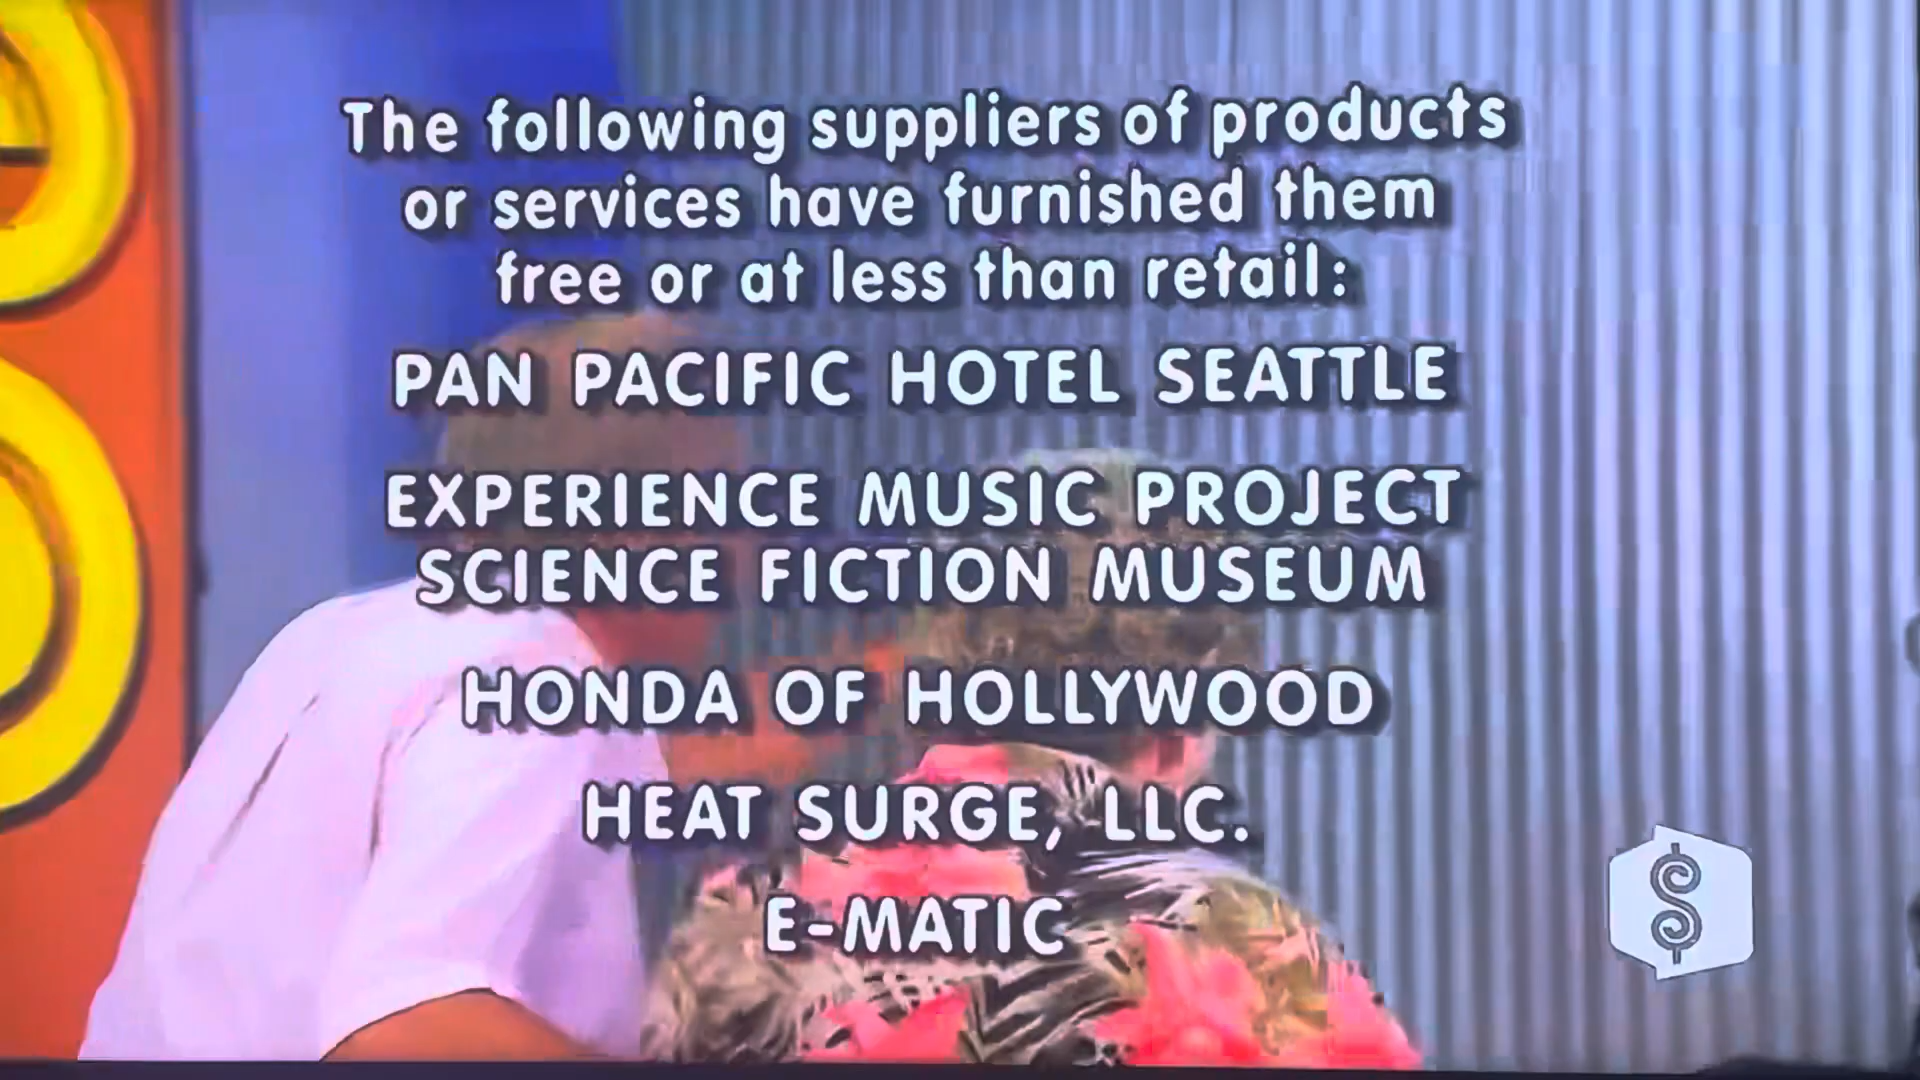 The following suppliers of products
or services have furnished them
free or at less than retail:
PAN PACIFIC HOTEL SEATTLE
EXPERIENCE MUSIC PROJECT
SCIENCE FICTION MUSEUM
HONDA OF HOLLYWOOD
HEAT SURGE, LLC.
E-MATIC
$